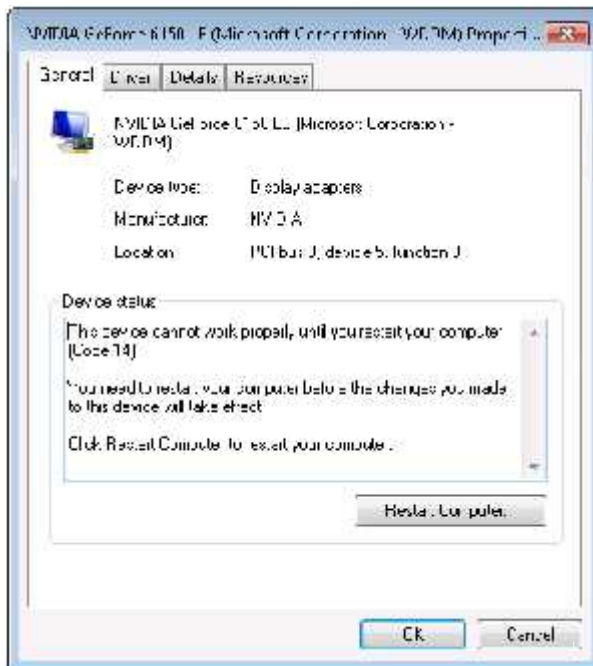 NVIDIA GeForce 6150 LE (Microsoft Corporation - WDDM) Properti...
General Driver Details Resources
NVIDIA GeForce 6150 LE (Microsoft Corporation -
WDDM)
Device type: Display adapters
Manufacturer: NVIDIA
Location: PCI bus 0, device 5, function 0
Device status
This device cannot work properly until you restart your computer.
(Code 14)
You need to restart your computer before the changes you made
to this device will take effect.
Click Restart Computer to restart your computer.
Restart Computer...
OK Cancel